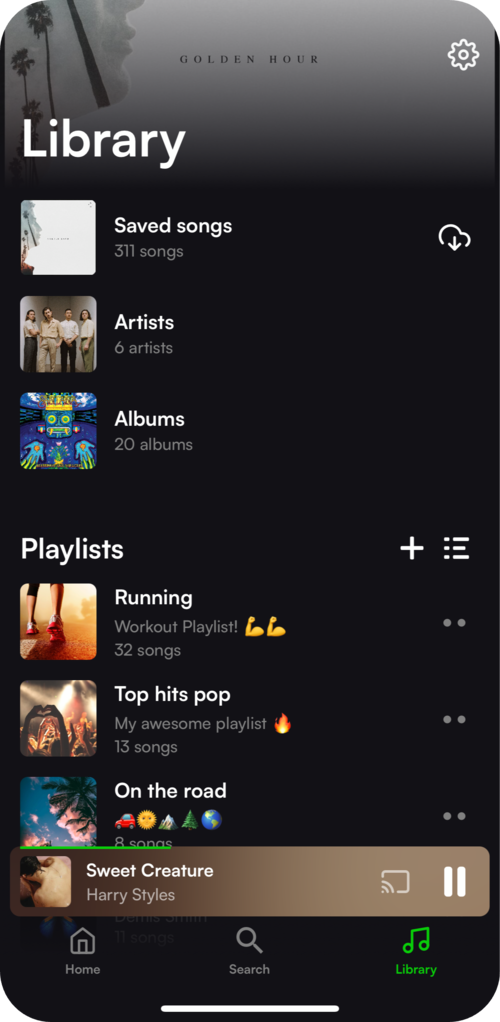 GOLDEN HOUR
Library
Saved songs
311 songs
Artists
6 artists
Albums
20 albums
Playlists
Running
Workout Playlist! 💪💪
32 songs
Top hits pop
My awesome playlist 🔥
13 songs
On the road
🚗🌞🏔️🌲🌎
8 songs
Sweet Creature
Harry Styles
Demis Smith
11 songs
Home
Search
Library